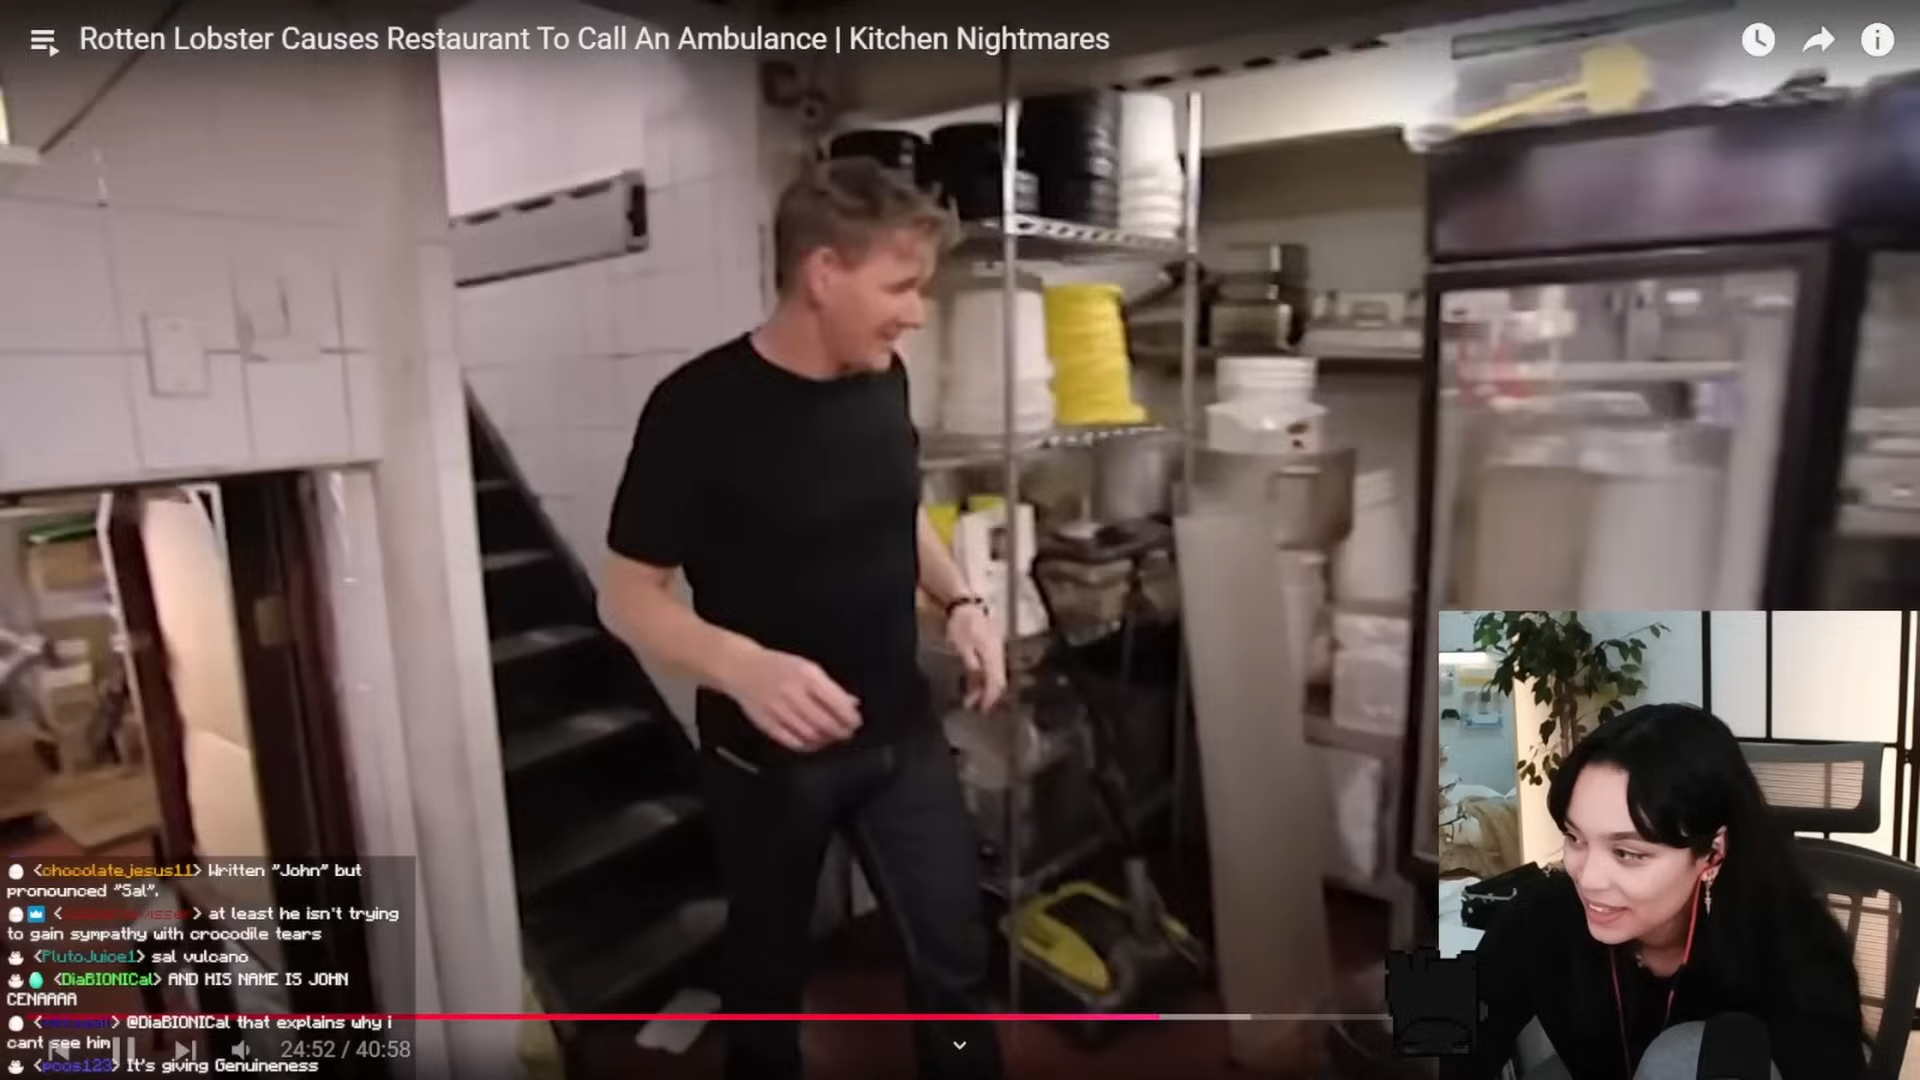 Rotten Lobster Causes Restaurant To Call An Ambulance | Kitchen Nightmares
<chocolatejesus11> Written "John" but
pronounced "Sal".
> at least he isn't trying
to gain sympathy with crocodile tears
<PlutoJuice1> sal vulcano
<DiaBIONICal> AND HIS NAME IS JOHN
CENAAAA
> @DiaBIONICal that explains why i
cant see him
24:52 / 40:58
<poos123> It's giving Genuineness